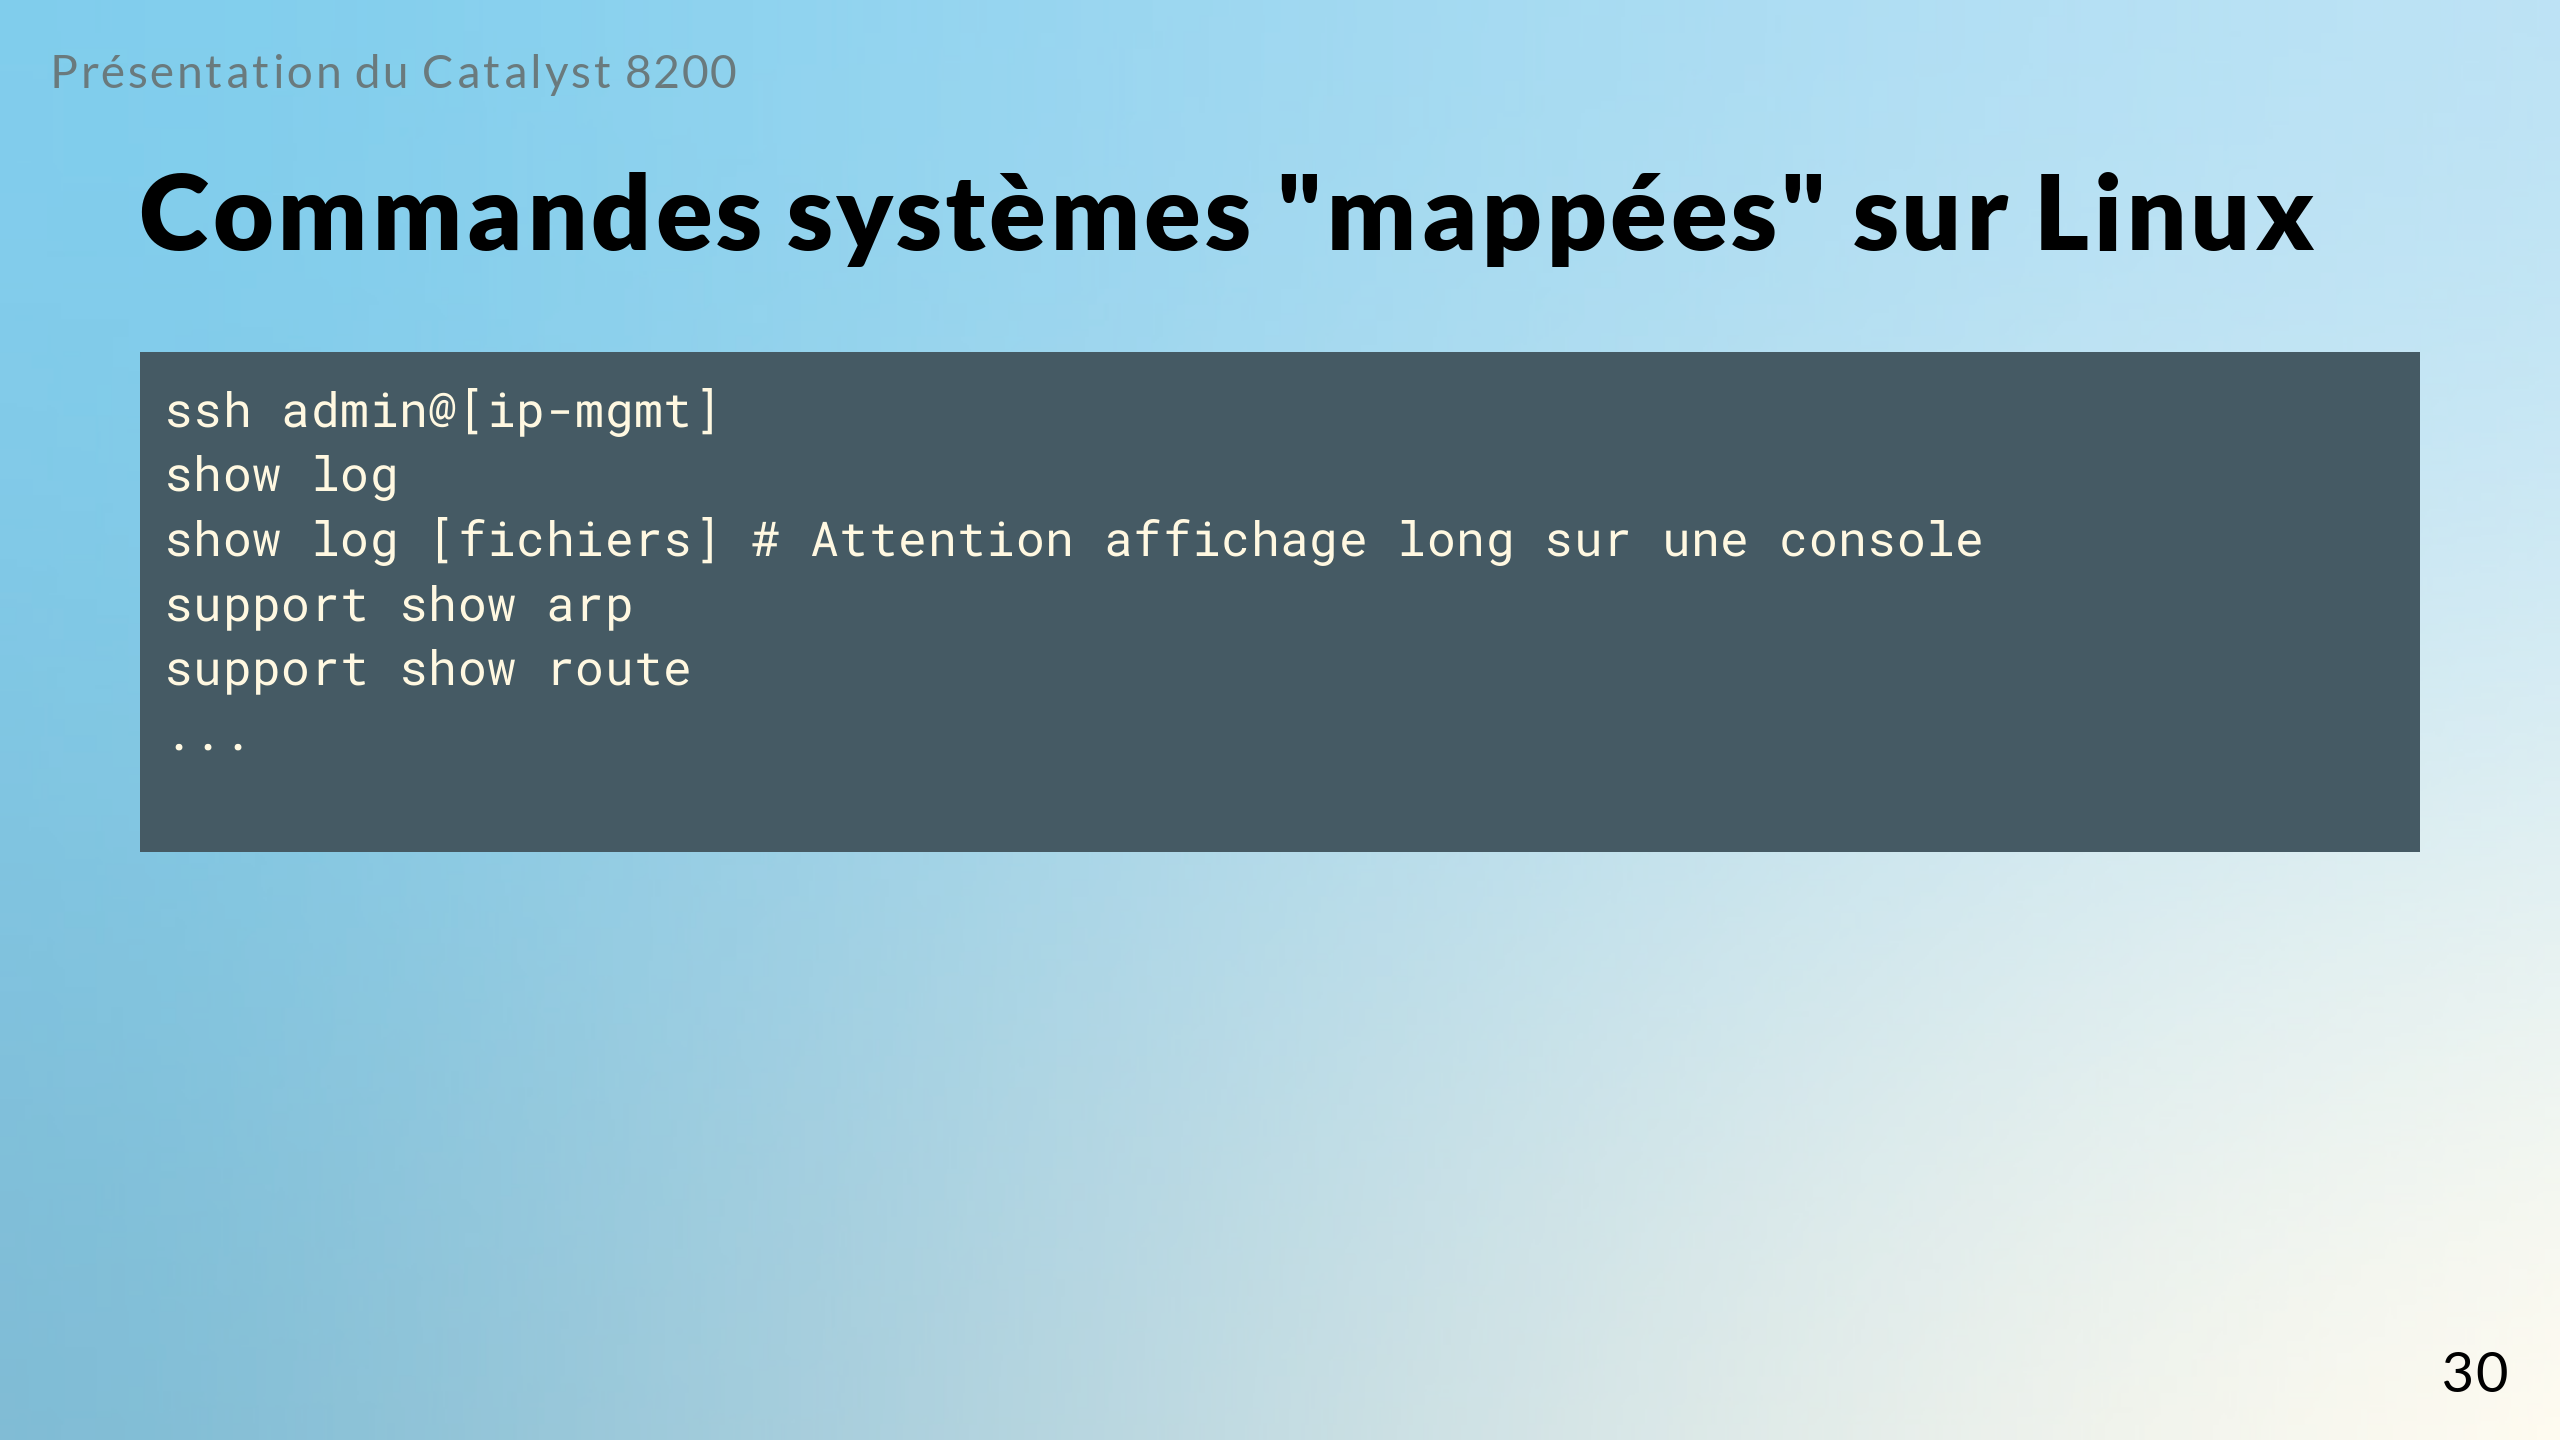 Présentation du Catalyst 8200
Commandes systèmes "mappées" sur Linux
ssh admin@[ip-mgmt]
show log
show log [fichiers] # Attention affichage long sur une console
support show arp
support show route
...
30